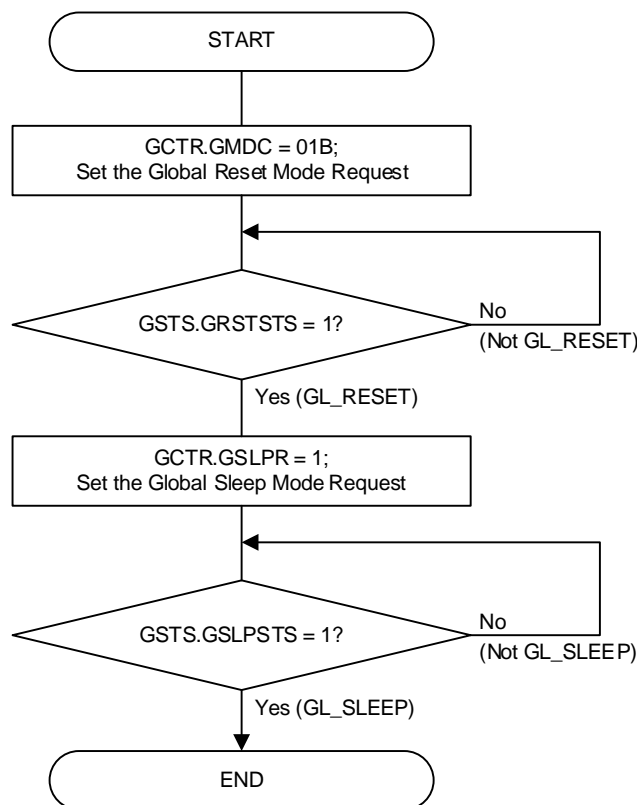 START
GCTR.GMDC = 01B;
Set the Global Reset Mode Request
GSTS.GRSTSTS = 1?
No
(Not GL_RESET)
Yes (GL_RESET)
GCTR.GSLPR = 1;
Set the Global Sleep Mode Request
GSTS.GSLPSTS = 1?
No
(Not GL_SLEEP)
Yes (GL_SLEEP)
END